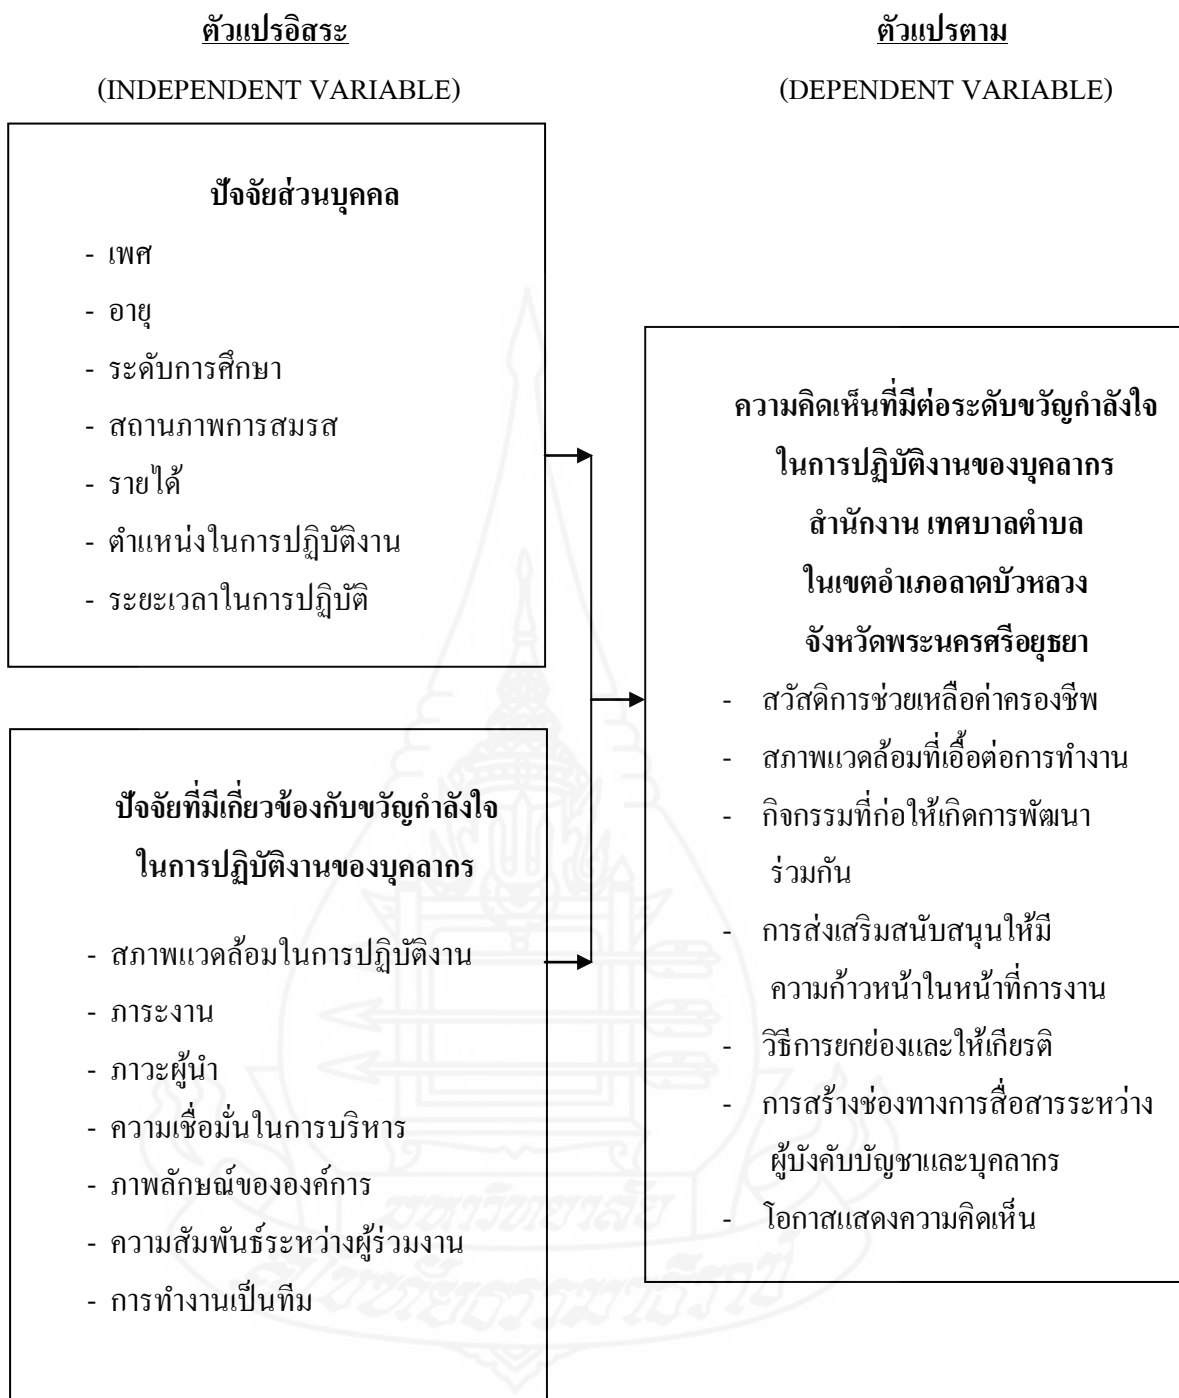 ตัวแปรอิสระ
(INDEPENDENT VARIABLE)
ปัจจัยส่วนบุคคล
- เพศ
- อายุ
- ระดับการศึกษา
- สถานภาพการสมรส
- รายได้
- ตำแหน่งในการปฏิบัติงาน
- ระยะเวลาในการปฏิบัติ
ปัจจัยที่มีเกี่ยวข้องกับขวัญกำลังใจ
ในการปฏิบัติงานของบุคลากร
- สภาพแวดล้อมในการปฏิบัติงาน
- ภาระงาน
- ภาวะผู้นำ
- ความเชื่อมั่นในการบริหาร
- ภาพลักษณ์ขององค์การ
- ความสัมพันธ์ระหว่างผู้ร่วมงาน
- การทำงานเป็นทีม
ตัวแปรตาม
(DEPENDENT VARIABLE)
ความคิดเห็นที่มีต่อระดับขวัญกำลังใจ
ในการปฏิบัติงานของบุคลากร
สำนักงาน เทศบาลตำบล
ในเขตอำเภอลาดบัวหลวง
จังหวัดพระนครศรีอยุธยา
- สวัสดิการช่วยเหลือค่าครองชีพ
- สภาพแวดล้อมที่เอื้อต่อการทำงาน
- กิจกรรมที่ก่อให้เกิดการพัฒนา
ร่วมกัน
- การส่งเสริมสนับสนุนให้มี
ความก้าวหน้าในหน้าที่การงาน
- วิธีการยกย่องและให้เกียรติ
- การสร้างช่องทางการสื่อสารระหว่าง
ผู้บังคับบัญชาและบุคลากร
- โอกาสแสดงความคิดเห็น
มหาวิทยาลัย
สุโขทัยธรรมาธิราช